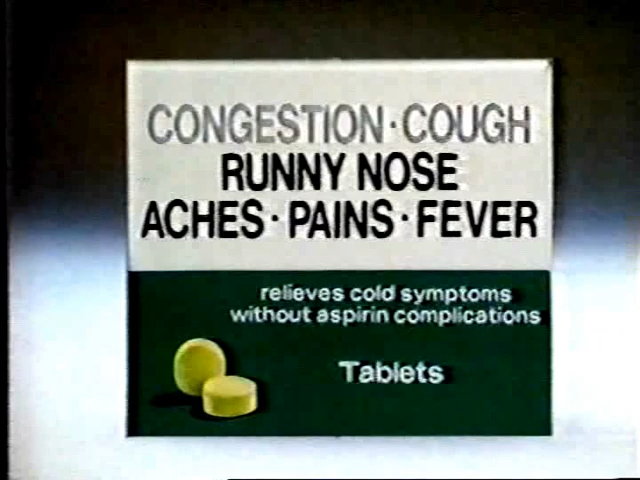 CONGESTION · COUGH
RUNNY NOSE
ACHES · PAINS · FEVER
relieves cold symptoms
without aspirin complications
Tablets